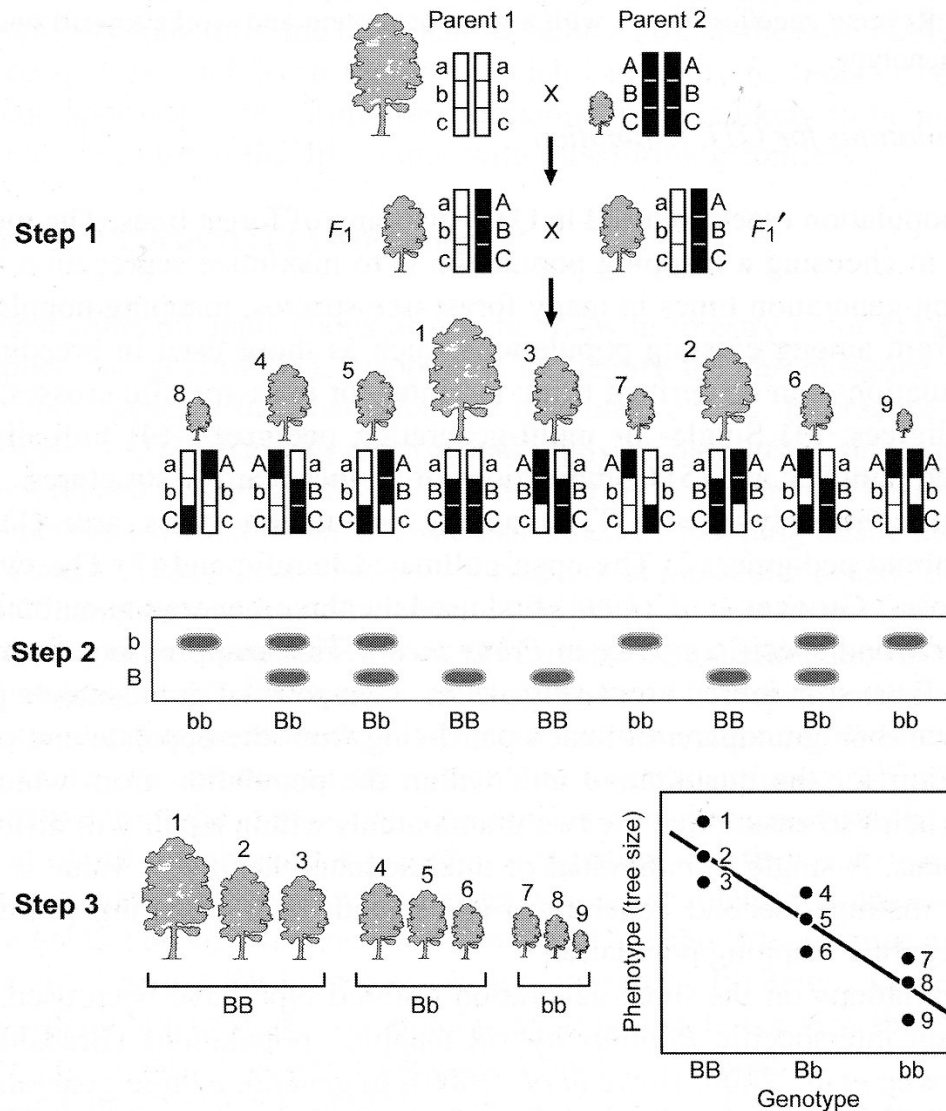 Parent 1 Parent 2
a a A A
b b X B B
c c C C
Step 1
F1 F1′
a A a A
b B X b B
c C c C
8 4 5 1 3 7 2 6 9
a A A a a A a a A a A a a A A a A A
b b b B b B B B B B b b B B b B b b
C c c C C c C C c c c C C c C c c C
Step 2
b
B
bb Bb Bb BB BB bb BB Bb bb
Step 3
1 2 3 4 5 6 7 8 9
BB Bb bb
Phenotype (tree size)
1
2
3
4
5
6
7
8
9
BB Bb bb
Genotype